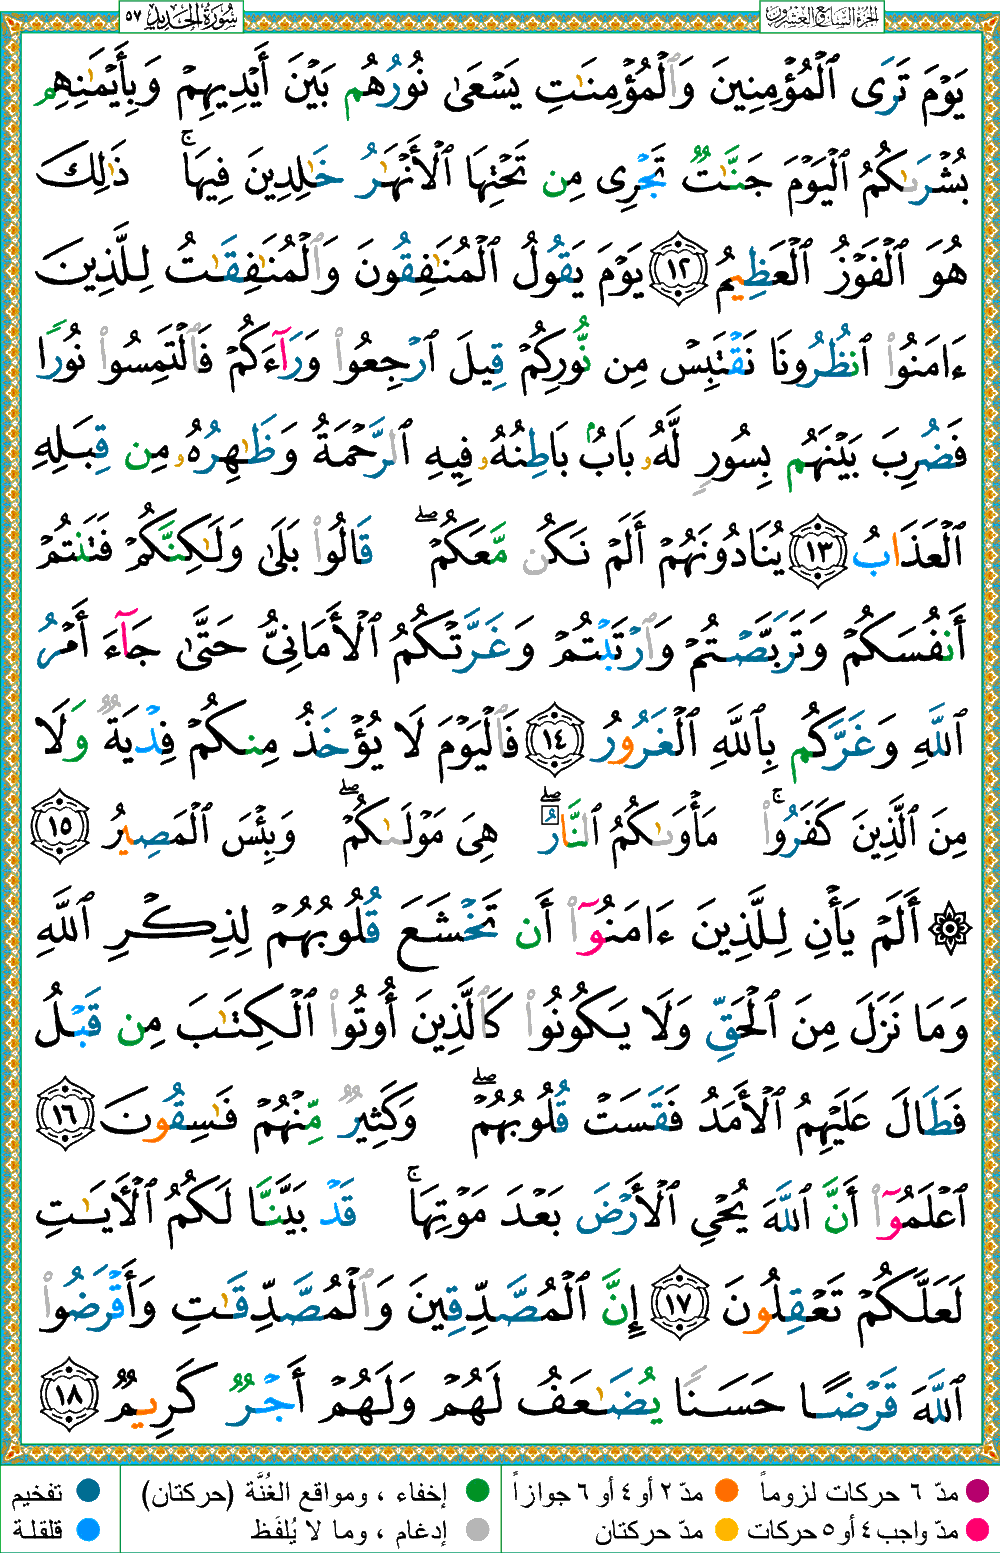 الجزء السابع والعشرون
سُورَةُ الحَدِيدِ ٥٧
يَوْمَ تَرَى ٱلْمُؤْمِنِينَ وَٱلْمُؤْمِنَـٰتِ يَسْعَىٰ نُورُهُم بَيْنَ أَيْدِيهِمْ وَبِأَيْمَـٰنِهِم
بُشْرَىٰكُمُ ٱلْيَوْمَ جَنَّـٰتٌ تَجْرِى مِن تَحْتِهَا ٱلْأَنْهَـٰرُ خَـٰلِدِينَ فِيهَا ۚ ذَٰلِكَ
هُوَ ٱلْفَوْزُ ٱلْعَظِيمُ ١٢ يَوْمَ يَقُولُ ٱلْمُنَـٰفِقُونَ وَٱلْمُنَـٰفِقَـٰتُ لِلَّذِينَ
ءَامَنُوا۟ ٱنظُرُونَا نَقْتَبِسْ مِن نُّورِكُمْ قِيلَ ٱرْجِعُوا۟ وَرَآءَكُمْ فَٱلْتَمِسُوا۟ نُورًا
فَضُرِبَ بَيْنَهُم بِسُورٍ لَّهُۥ بَابٌۢ بَاطِنُهُۥ فِيهِ ٱلرَّحْمَةُ وَظَـٰهِرُهُۥ مِن قِبَلِهِ
ٱلْعَذَابُ ١٣ يُنَادُونَهُمْ أَلَمْ نَكُن مَّعَكُمْ ۖ قَالُوا۟ بَلَىٰ وَلَـٰكِنَّكُمْ فَتَنتُمْ
أَنفُسَكُمْ وَتَرَبَّصْتُمْ وَٱرْتَبْتُمْ وَغَرَّتْكُمُ ٱلْأَمَانِىُّ حَتَّىٰ جَآءَ أَمْرُ
ٱللَّهِ وَغَرَّكُم بِٱللَّهِ ٱلْغَرُورُ ١٤ فَٱلْيَوْمَ لَا يُؤْخَذُ مِنكُمْ فِدْيَةٌ وَلَا
مِنَ ٱلَّذِينَ كَفَرُوا۟ ۚ مَأْوَىٰكُمُ ٱلنَّارُ ۖ هِىَ مَوْلَىٰكُمْ ۖ وَبِئْسَ ٱلْمَصِيرُ ١٥
۞ أَلَمْ يَأْنِ لِلَّذِينَ ءَامَنُوٓا۟ أَن تَخْشَعَ قُلُوبُهُمْ لِذِكْرِ ٱللَّهِ
وَمَا نَزَلَ مِنَ ٱلْحَقِّ وَلَا يَكُونُوا۟ كَٱلَّذِينَ أُوتُوا۟ ٱلْكِتَـٰبَ مِن قَبْلُ
فَطَالَ عَلَيْهِمُ ٱلْأَمَدُ فَقَسَتْ قُلُوبُهُمْ ۖ وَكَثِيرٌ مِّنْهُمْ فَـٰسِقُونَ ١٦
ٱعْلَمُوٓا۟ أَنَّ ٱللَّهَ يُحْىِ ٱلْأَرْضَ بَعْدَ مَوْتِهَا ۚ قَدْ بَيَّنَّا لَكُمُ ٱلْـَٔايَـٰتِ
لَعَلَّكُمْ تَعْقِلُونَ ١٧ إِنَّ ٱلْمُصَّدِّقِينَ وَٱلْمُصَّدِّقَـٰتِ وَأَقْرَضُوا۟
ٱللَّهَ قَرْضًا حَسَنًا يُضَـٰعَفُ لَهُمْ وَلَهُمْ أَجْرٌ كَرِيمٌ ١٨
مدّ ٦ حركات لزوماً مدّ ٢ أو ٤ أو ٦ جوازاً إخفاء ، ومواقع الغُنَّة (حركتان) تفخيم
مدّ واجب ٤ أو ٥ حركات مدّ حركتان إدغام ، وما لا يُلفَظ قلقلة